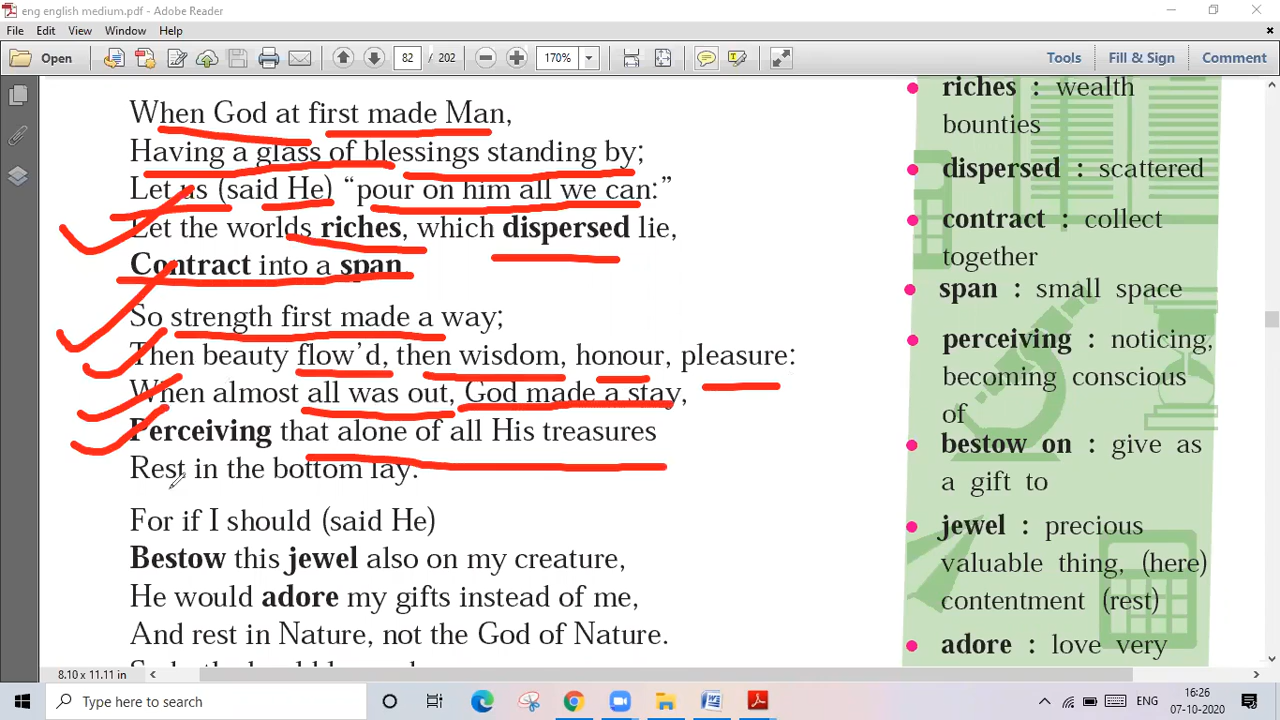 eng english medium.pdf - Adobe Reader
File Edit View Window Help
Open 82 / 202 170% Tools Fill & Sign Comment
When God at first made Man,
Having a glass of blessings standing by;
Let us (said He) “pour on him all we can:”
Let the worlds riches, which dispersed lie,
Contract into a span.
So strength first made a way;
Then beauty flow’d, then wisdom, honour, pleasure:
When almost all was out, God made a stay,
Perceiving that alone of all His treasures
Rest in the bottom lay.
For if I should (said He)
Bestow this jewel also on my creature,
He would adore my gifts instead of me,
And rest in Nature, not the God of Nature.
riches : wealth
bounties
dispersed : scattered
contract : collect
together
span : small space
perceiving : noticing,
becoming conscious
of
bestow on : give as
a gift to
jewel : precious
valuable thing, (here)
contentment (rest)
adore : love very
8.10 x 11.11 in
Type here to search
ENG
16:26
07-10-2020